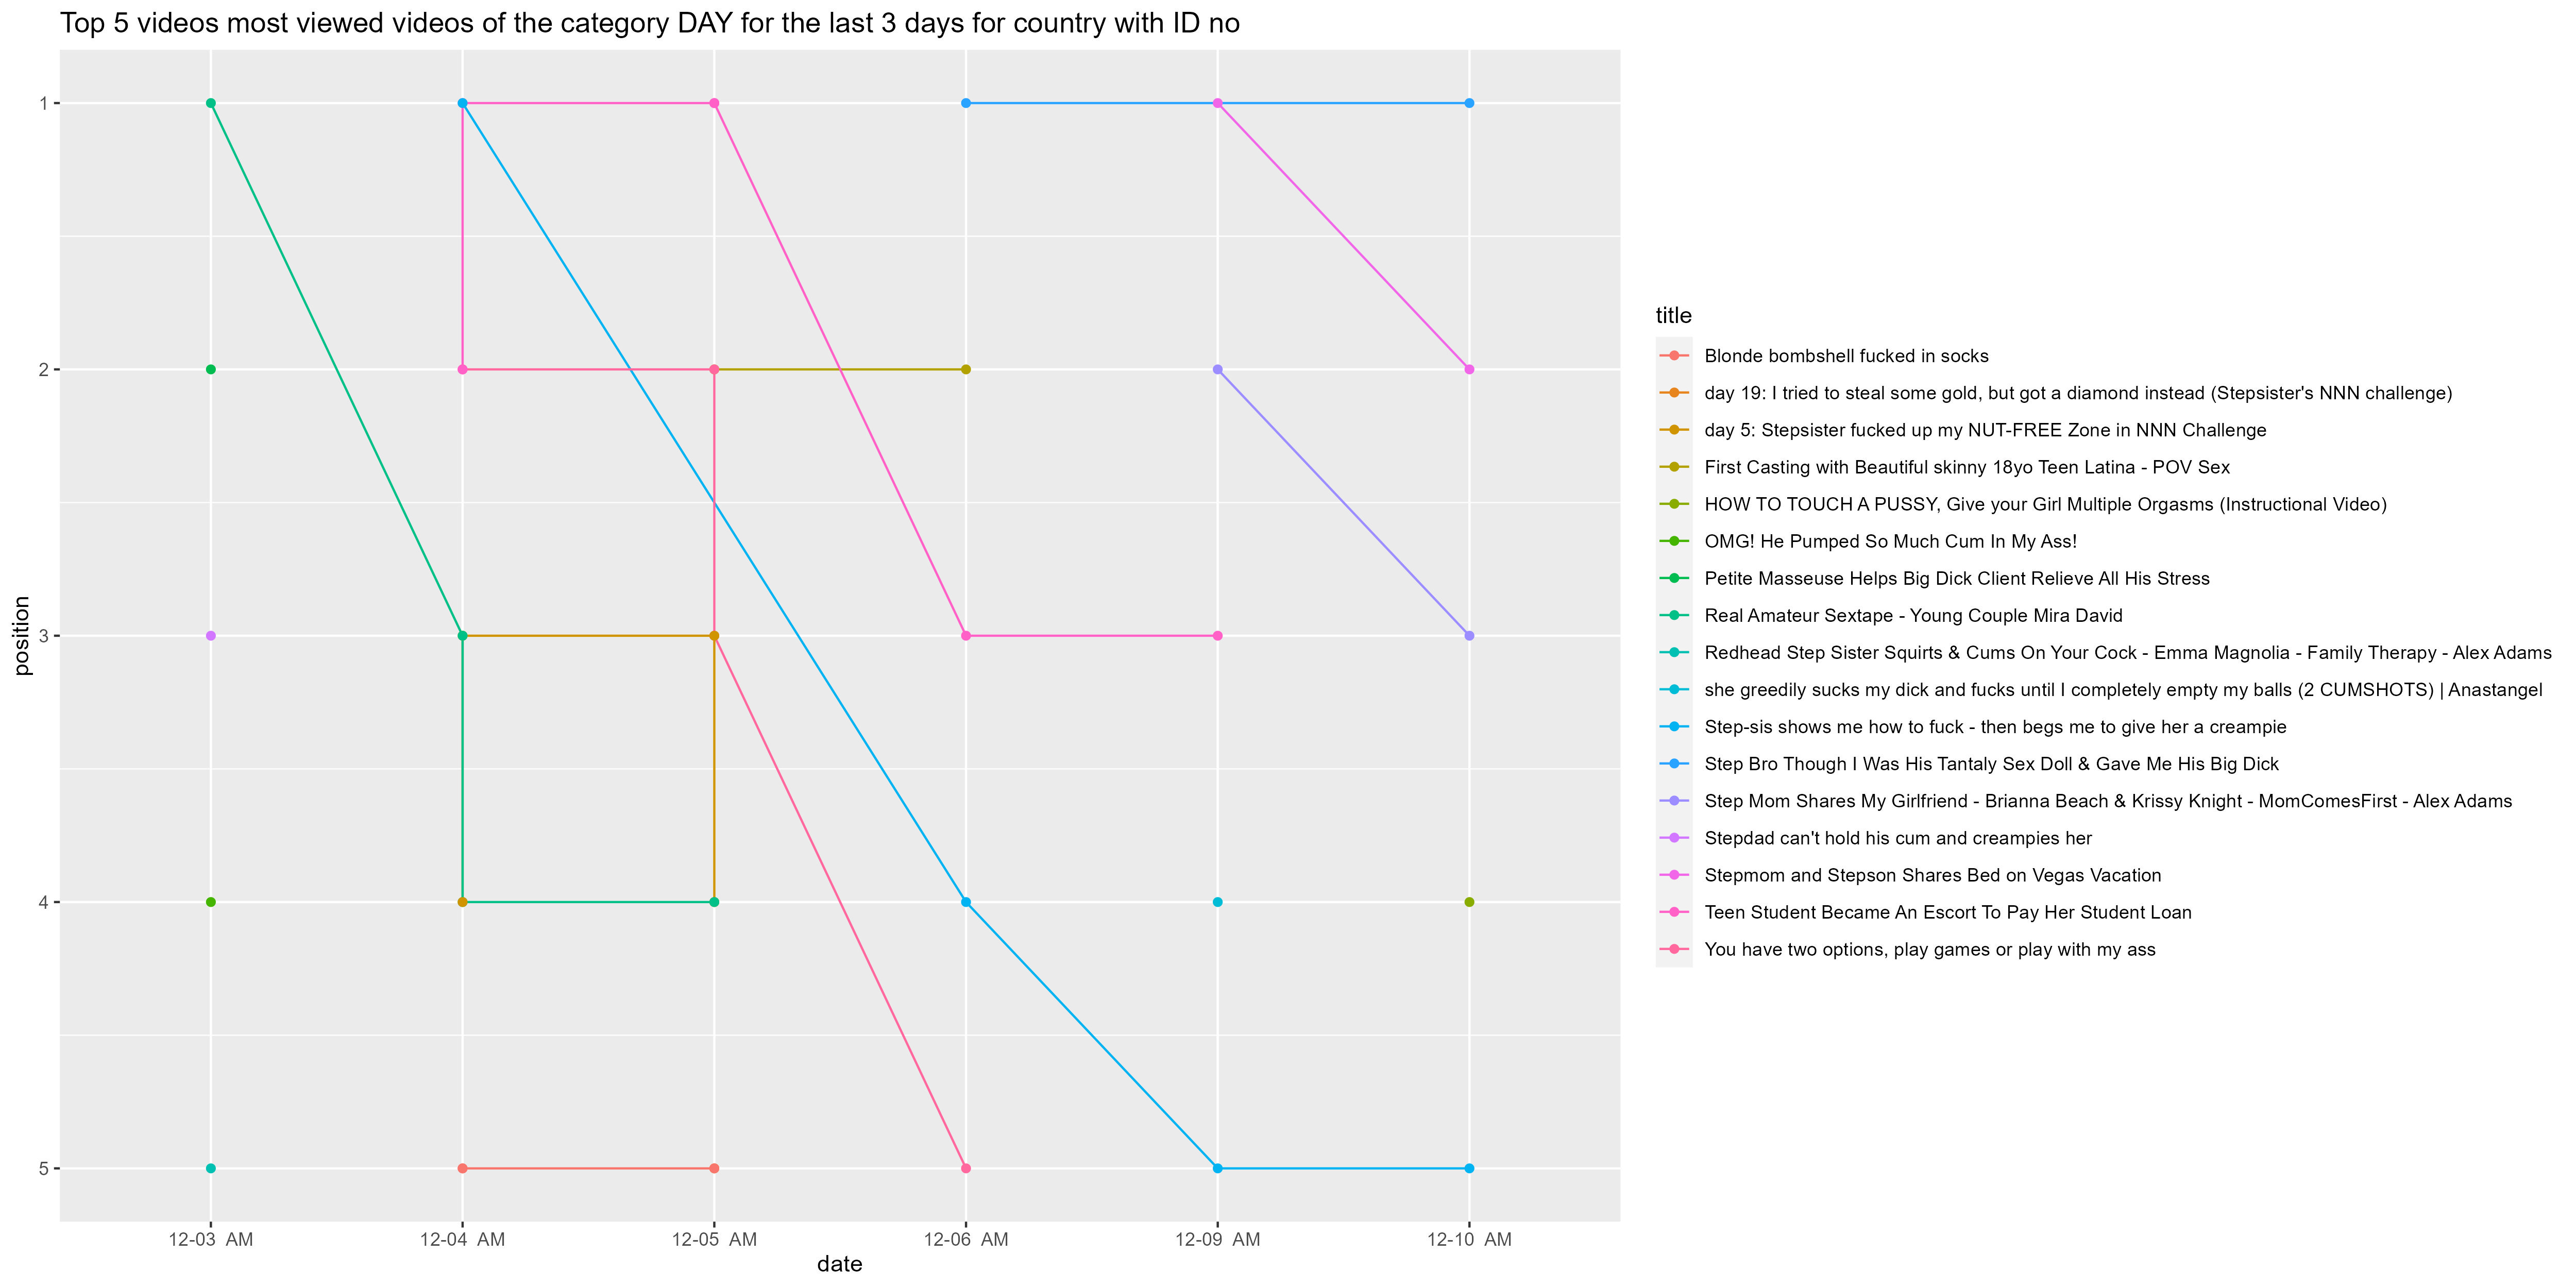 Top 5 videos most viewed videos of the category DAY for the last 3 days for country with ID no
1
2
3
4
5
position
12-03 AM
12-04 AM
12-05 AM
12-06 AM
12-09 AM
12-10 AM
date
title
Blonde bombshell fucked in socks
day 19: I tried to steal some gold, but got a diamond instead (Stepsister's NNN challenge)
day 5: Stepsister fucked up my NUT-FREE Zone in NNN Challenge
First Casting with Beautiful skinny 18yo Teen Latina - POV Sex
HOW TO TOUCH A PUSSY, Give your Girl Multiple Orgasms (Instructional Video)
OMG! He Pumped So Much Cum In My Ass!
Petite Masseuse Helps Big Dick Client Relieve All His Stress
Real Amateur Sextape - Young Couple Mira David
Redhead Step Sister Squirts & Cums On Your Cock - Emma Magnolia - Family Therapy - Alex Adams
she greedily sucks my dick and fucks until I completely empty my balls (2 CUMSHOTS) | Anastangel
Step-sis shows me how to fuck - then begs me to give her a creampie
Step Bro Though I Was His Tantaly Sex Doll & Gave Me His Big Dick
Step Mom Shares My Girlfriend - Brianna Beach & Krissy Knight - MomComesFirst - Alex Adams
Stepdad can't hold his cum and creampies her
Stepmom and Stepson Shares Bed on Vegas Vacation
Teen Student Became An Escort To Pay Her Student Loan
You have two options, play games or play with my ass